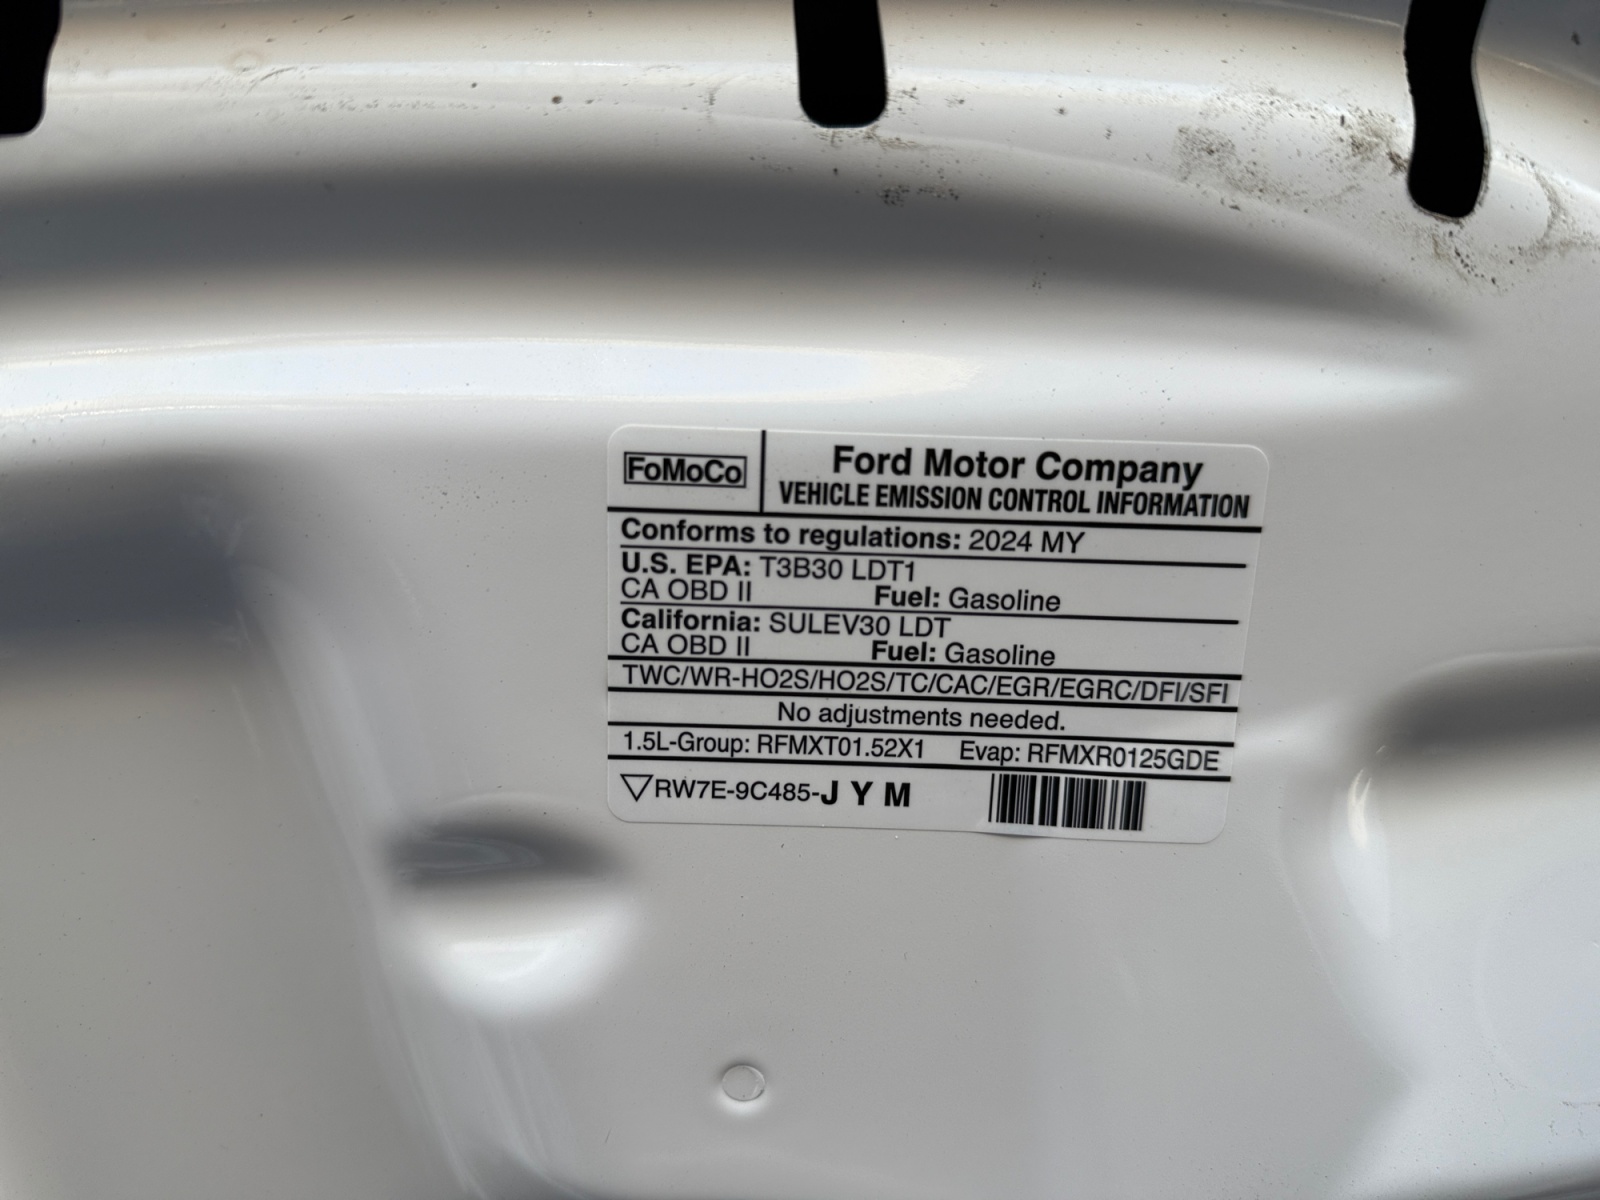 FoMoCo
Ford Motor Company
VEHICLE EMISSION CONTROL INFORMATION
Conforms to regulations: 2024 MY
U.S. EPA: T3B30 LDT1
CA OBD II Fuel: Gasoline
California: SULEV30 LDT
CA OBD II Fuel: Gasoline
TWC/WR-HO2S/HO2S/TC/CAC/EGR/EGRC/DFI/SFI
No adjustments needed.
1.5L-Group: RFMXT01.52X1 Evap: RFMXR0125GDE
▽RW7E-9C485-J Y M